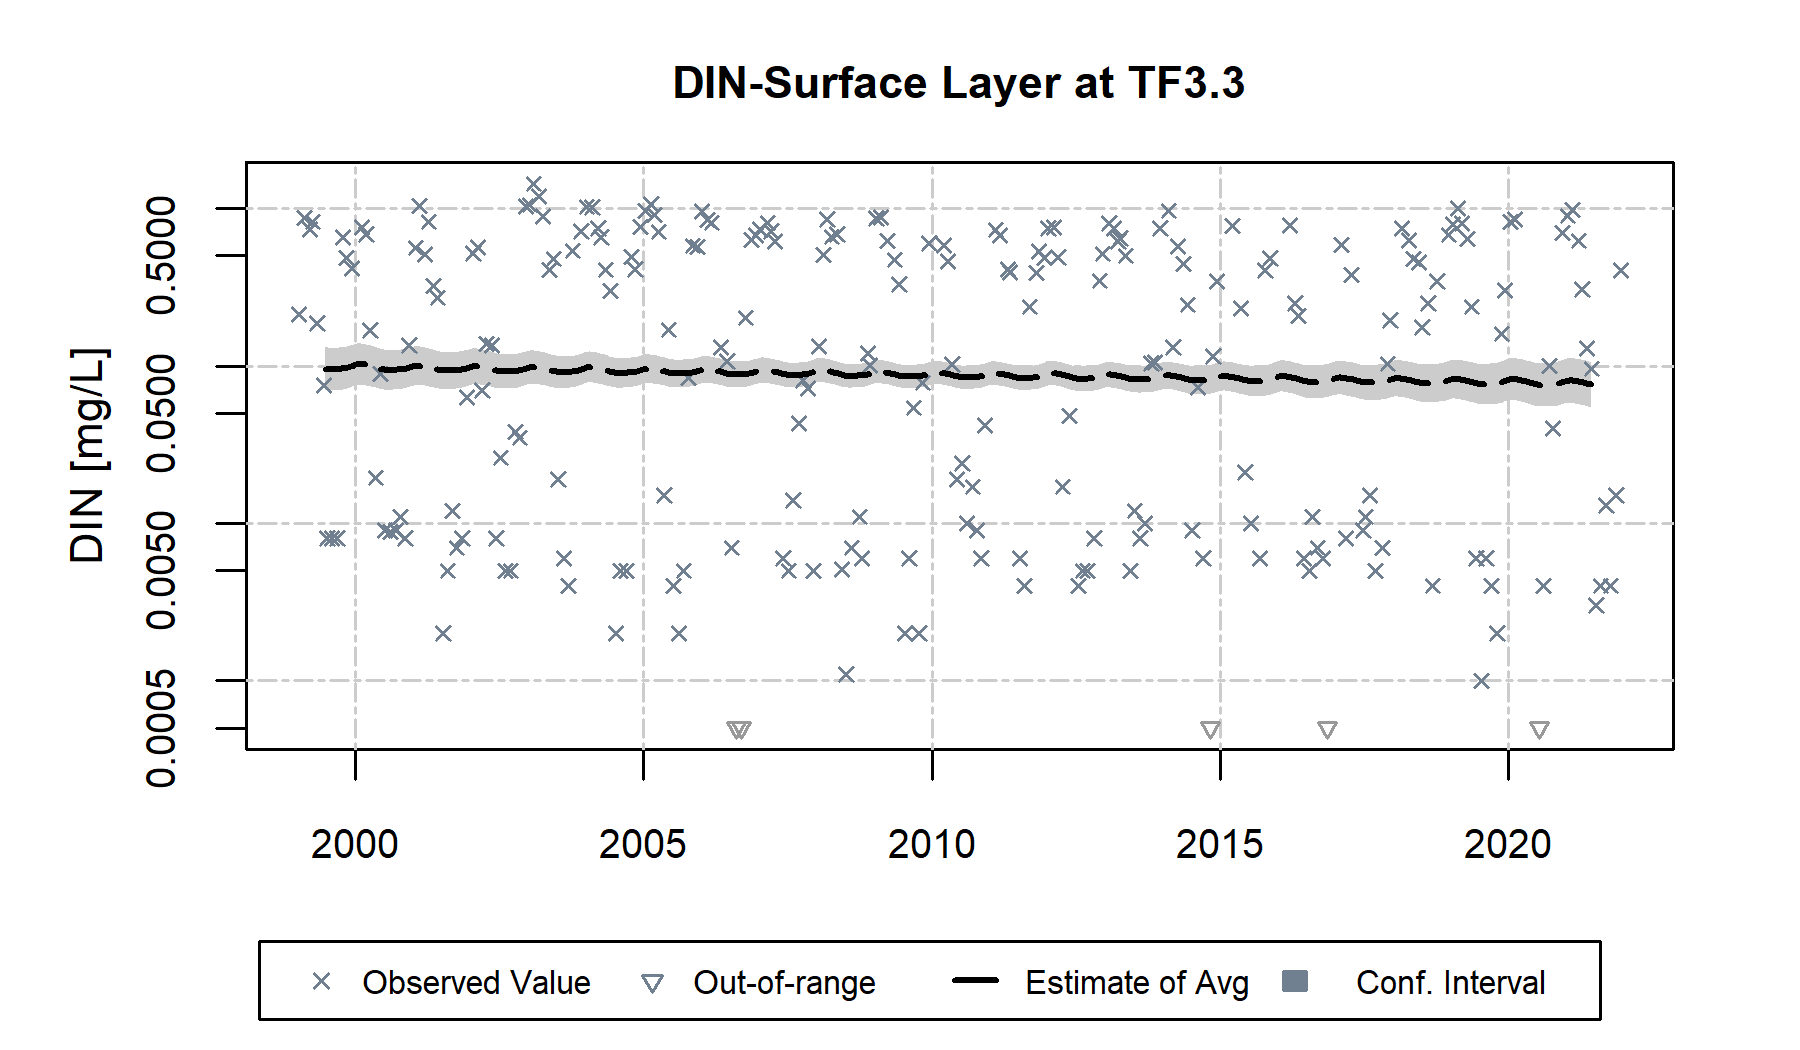 DIN-Surface Layer at TF3.3
DIN [mg/L]
0.5000
0.0500
0.0050
0.0005
2000 2005 2010 2015 2020
Observed Value Out-of-range Estimate of Avg Conf. Interval